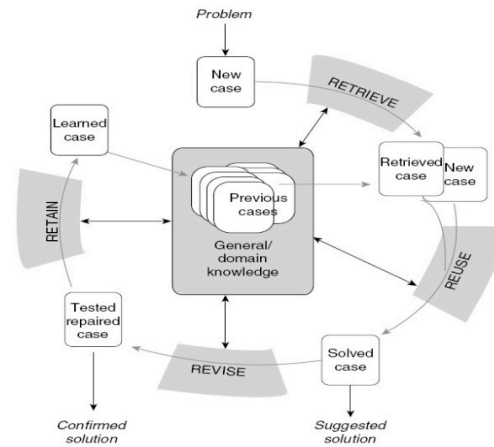 Problem
New
case
RETRIEVE
Learned
case
Retrieved
case
New
case
Previous
cases
General/
domain
knowledge
RETAIN
REUSE
Tested
repaired
case
REVISE
Solved
case
Confirmed
solution
Suggested
solution